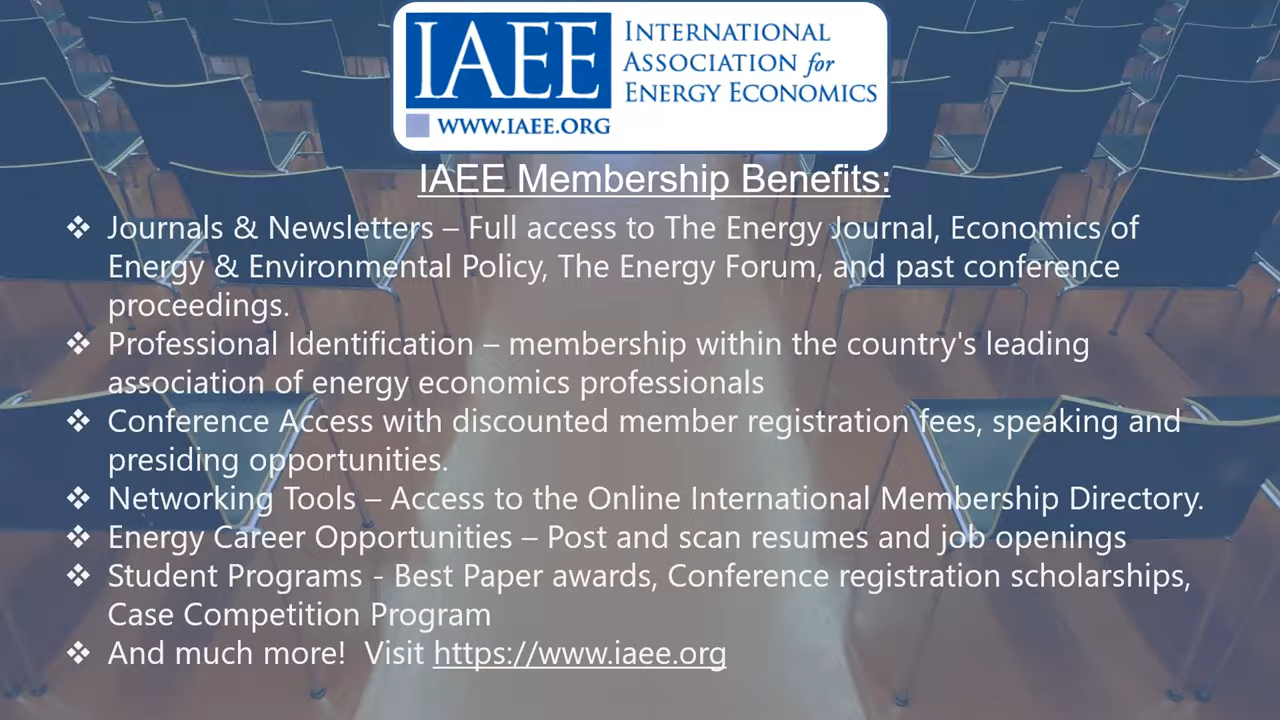 IAEE
INTERNATIONAL
ASSOCIATION for
ENERGY ECONOMICS
WWW.IAEE.ORG
IAEE Membership Benefits:
❖ Journals & Newsletters – Full access to The Energy Journal, Economics of
Energy & Environmental Policy, The Energy Forum, and past conference
proceedings.
❖ Professional Identification – membership within the country's leading
association of energy economics professionals
❖ Conference Access with discounted member registration fees, speaking and
presiding opportunities.
❖ Networking Tools – Access to the Online International Membership Directory.
❖ Energy Career Opportunities – Post and scan resumes and job openings
❖ Student Programs - Best Paper awards, Conference registration scholarships,
Case Competition Program
❖ And much more!  Visit https://www.iaee.org